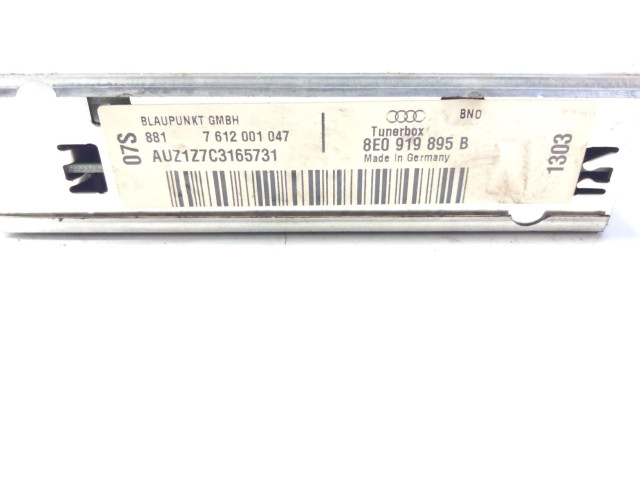 07S
BLAUPUNKT GMBH
881 7 612 001 047
AUZ1Z7C3165731
BNO
Tunerbox
8E0 919 895 B
Made in Germany
1303